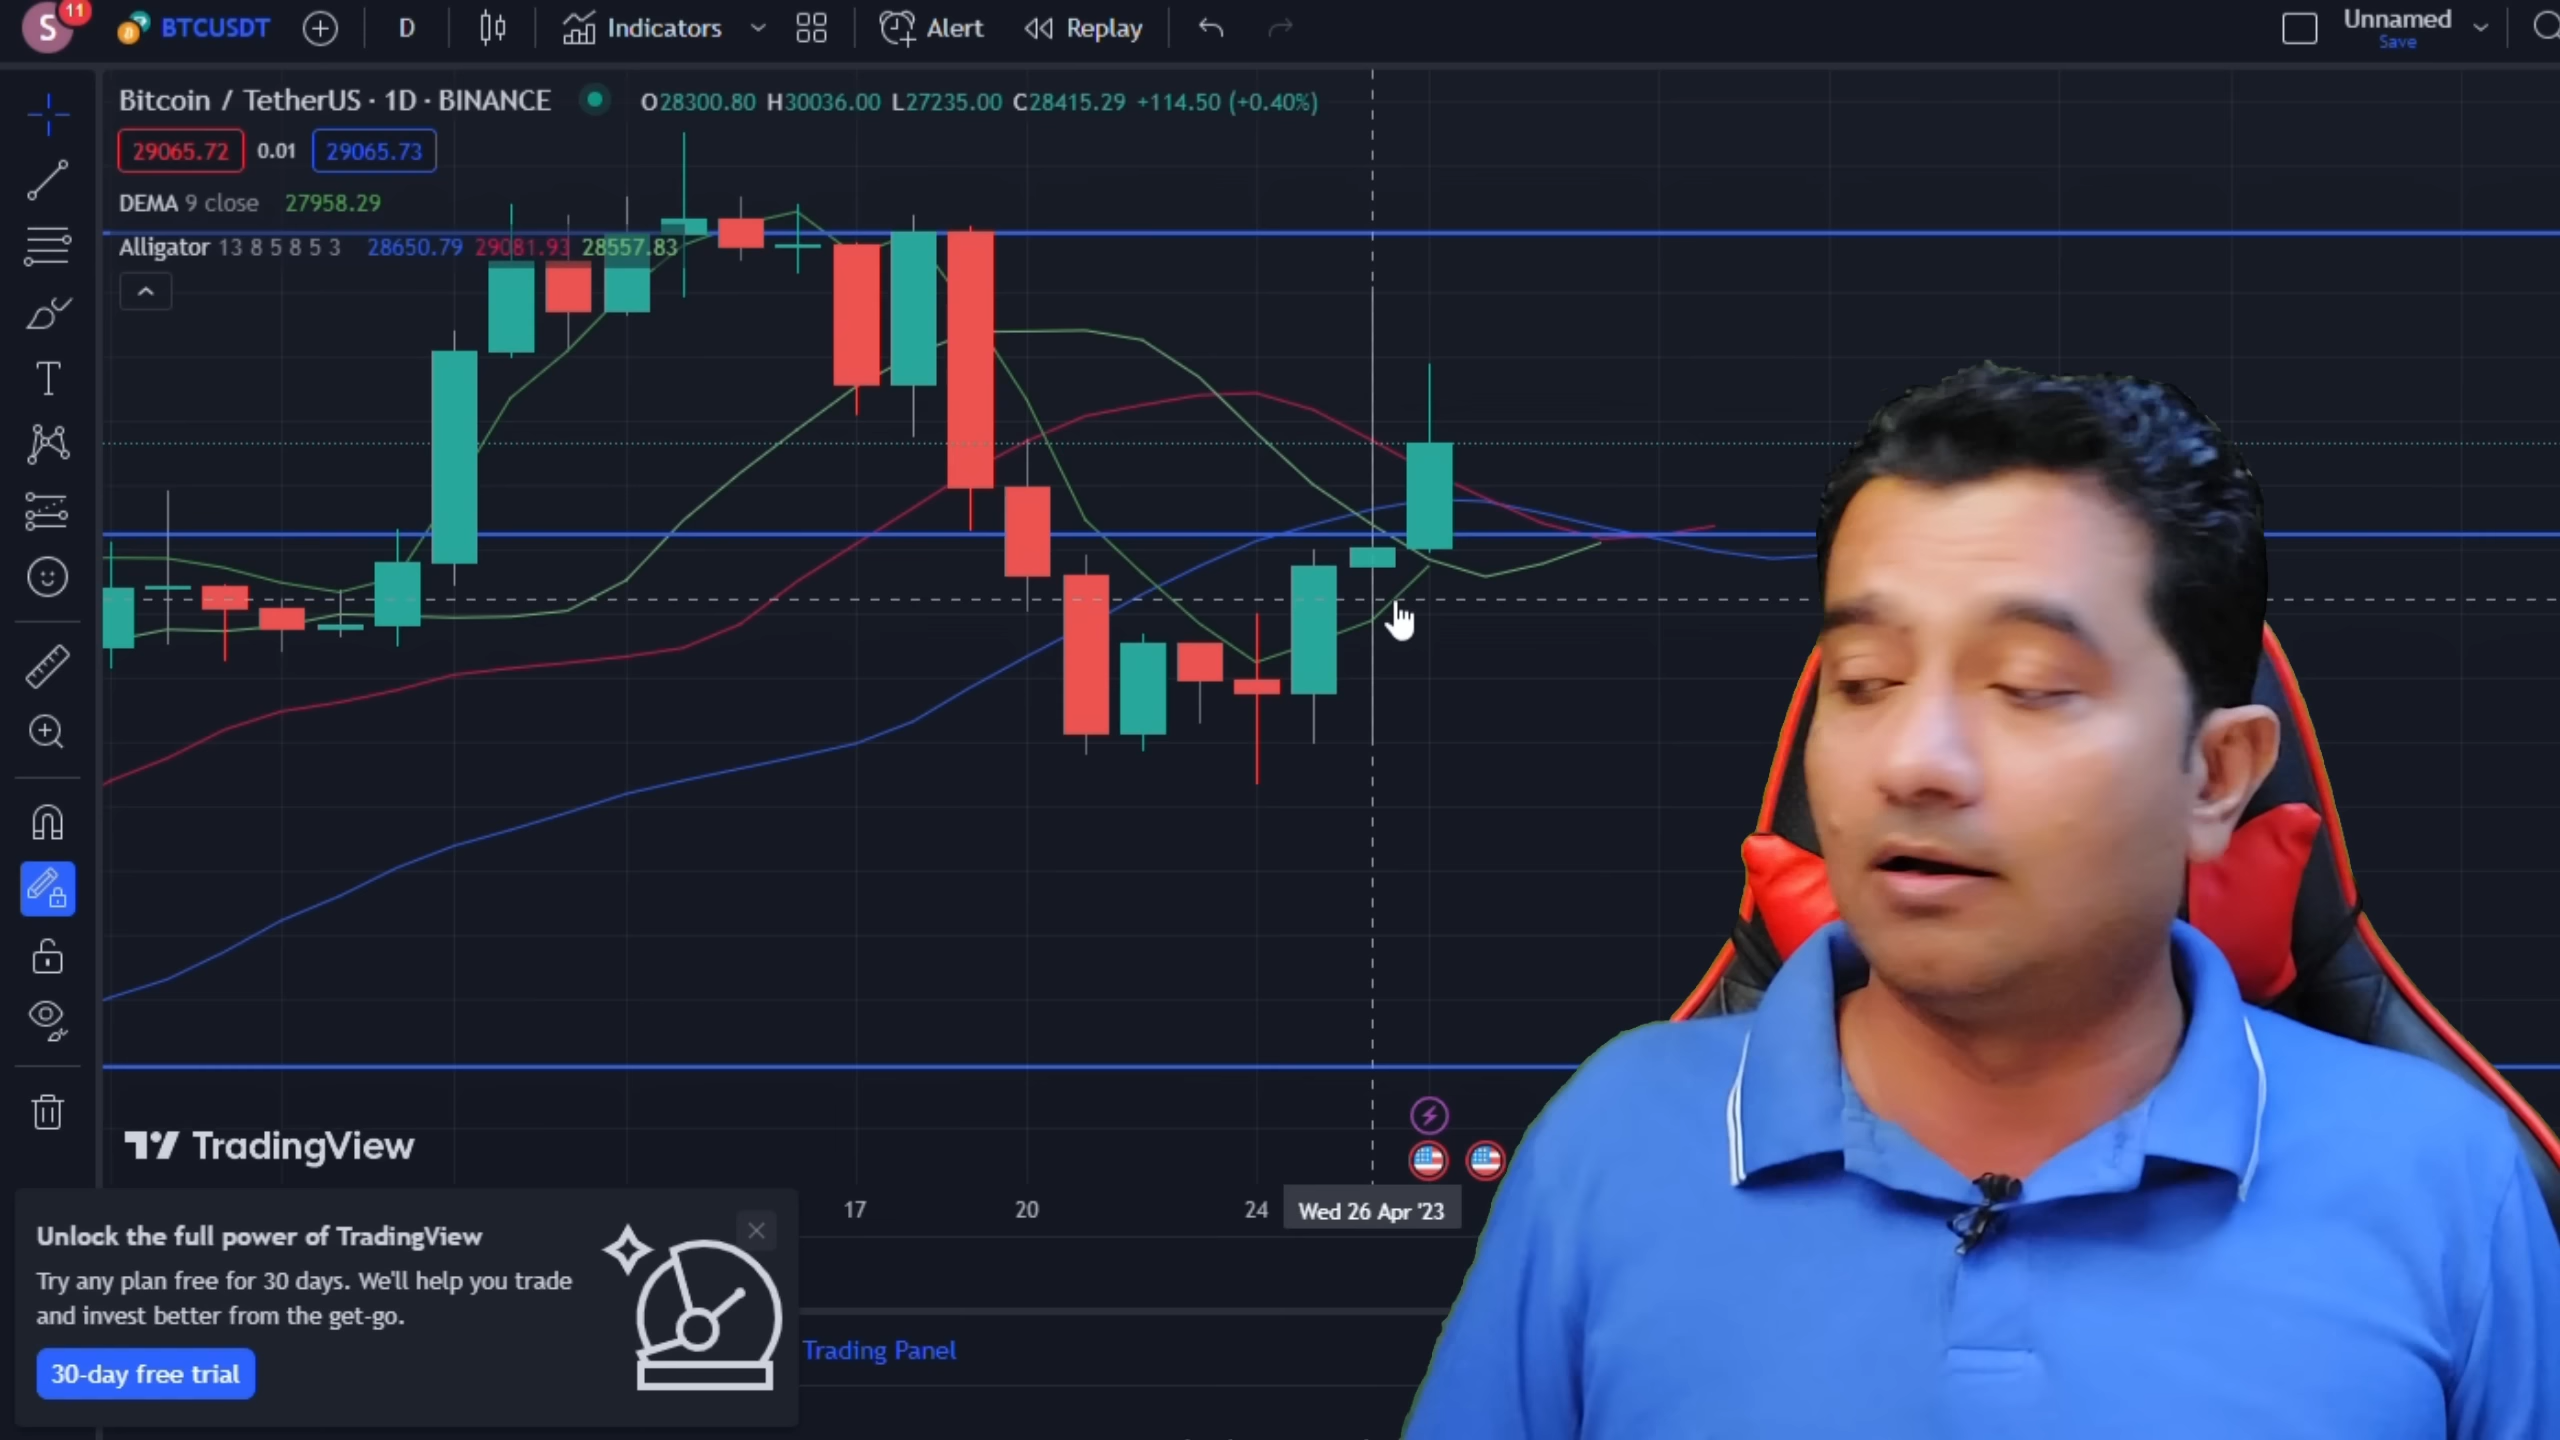 S 11 BTCUSDT D Indicators Alert Replay Unnamed
Save
Bitcoin / TetherUS · 1D · BINANCE O28300.80 H30036.00 L27235.00 C28415.29 +114.50 (+0.40%)
29065.72 0.01 29065.73
DEMA 9 close 27958.29
Alligator 13 8 5 8 5 3 28650.79 29081.93 28557.83
T
TradingView
17 20 24 Wed 26 Apr '23
Unlock the full power of TradingView
Try any plan free for 30 days. We'll help you trade
and invest better from the get-go.
30-day free trial
Trading Panel